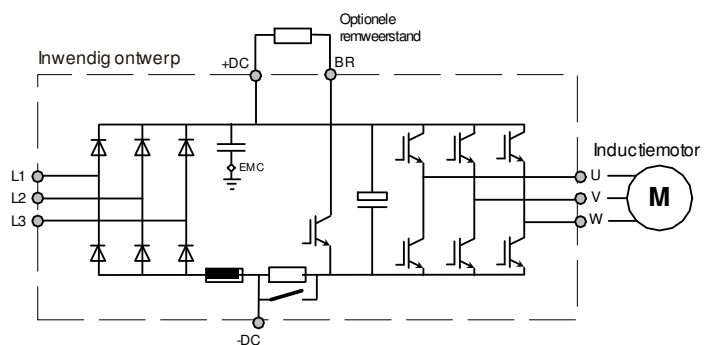 Optionele
remweerstand
Inwendig ontwerp
+DC
BR
EMC
Inductiemotor
L1
L2
L3
U
V
W
M
-DC